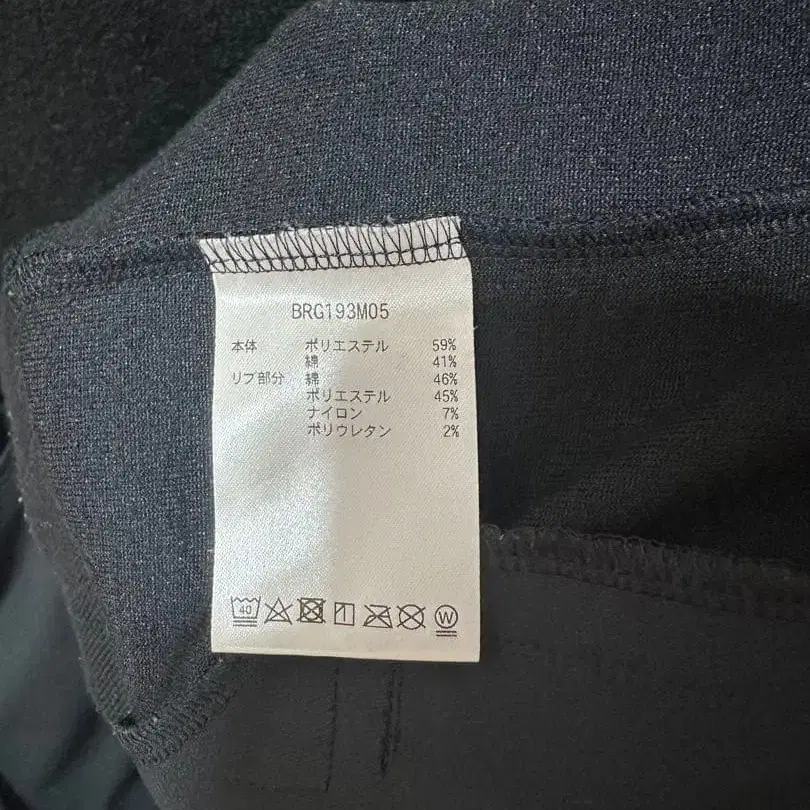 BRG193M05
本体 ポリエステル 59%
綿 41%
リブ部分 綿 46%
ポリエステル 45%
ナイロン 7%
ポリウレタン 2%
40 W